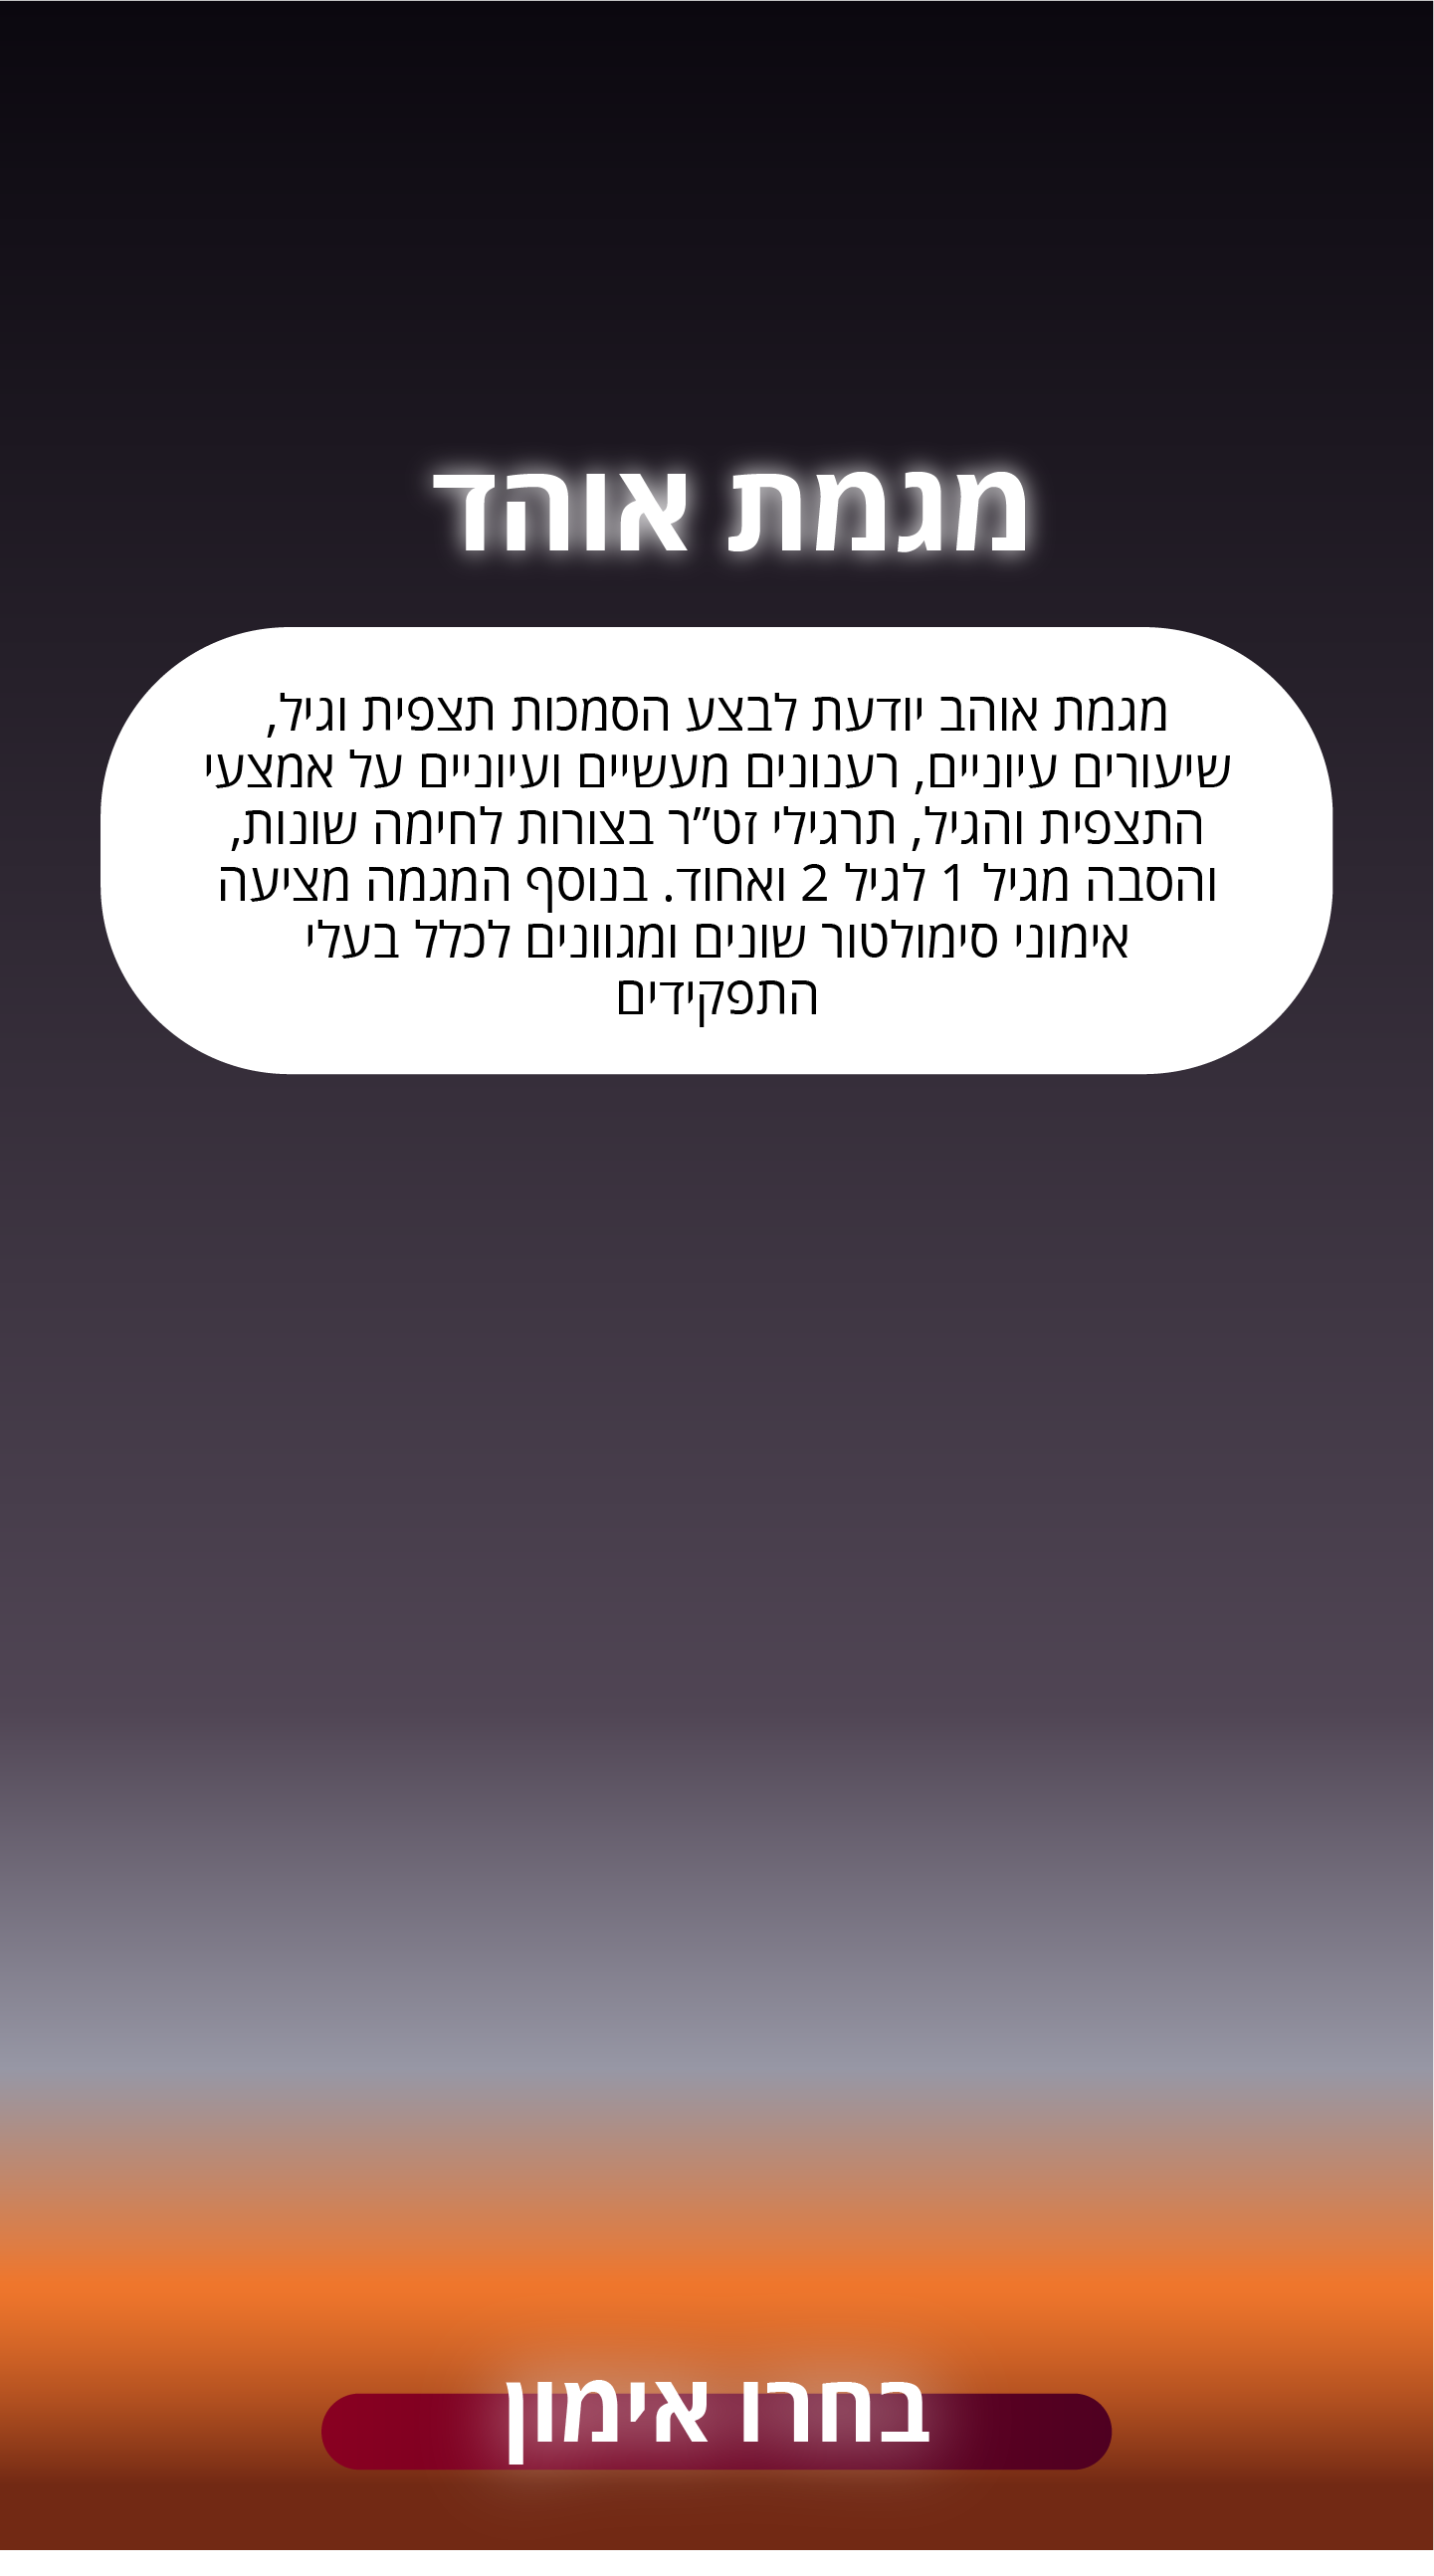 מגמת אוהד
מגמת אוהב יודעת לבצע הסמכות תצפית וגיל,
שיעורים עיוניים, רענונים מעשיים ועיוניים על אמצעי
התצפית והגיל, תרגילי זט”ר בצורות לחימה שונות,
והסבה מגיל 1 לגיל 2 ואחוד. בנוסף המגמה מציעה
אימוני סימולטור שונים ומגוונים לכלל בעלי
התפקידים
בחרו אימון